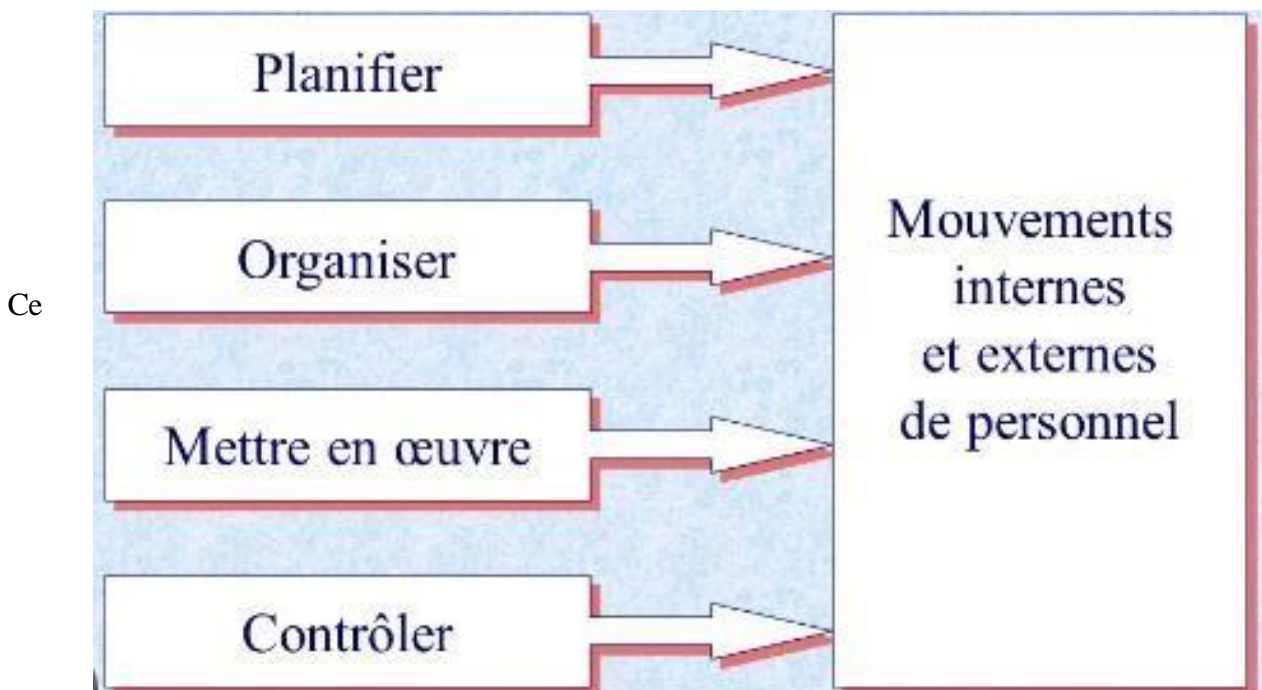 Planifier
Organiser
Ce
Mettre en œuvre
Contrôler
Mouvements
internes
et externes
de personnel